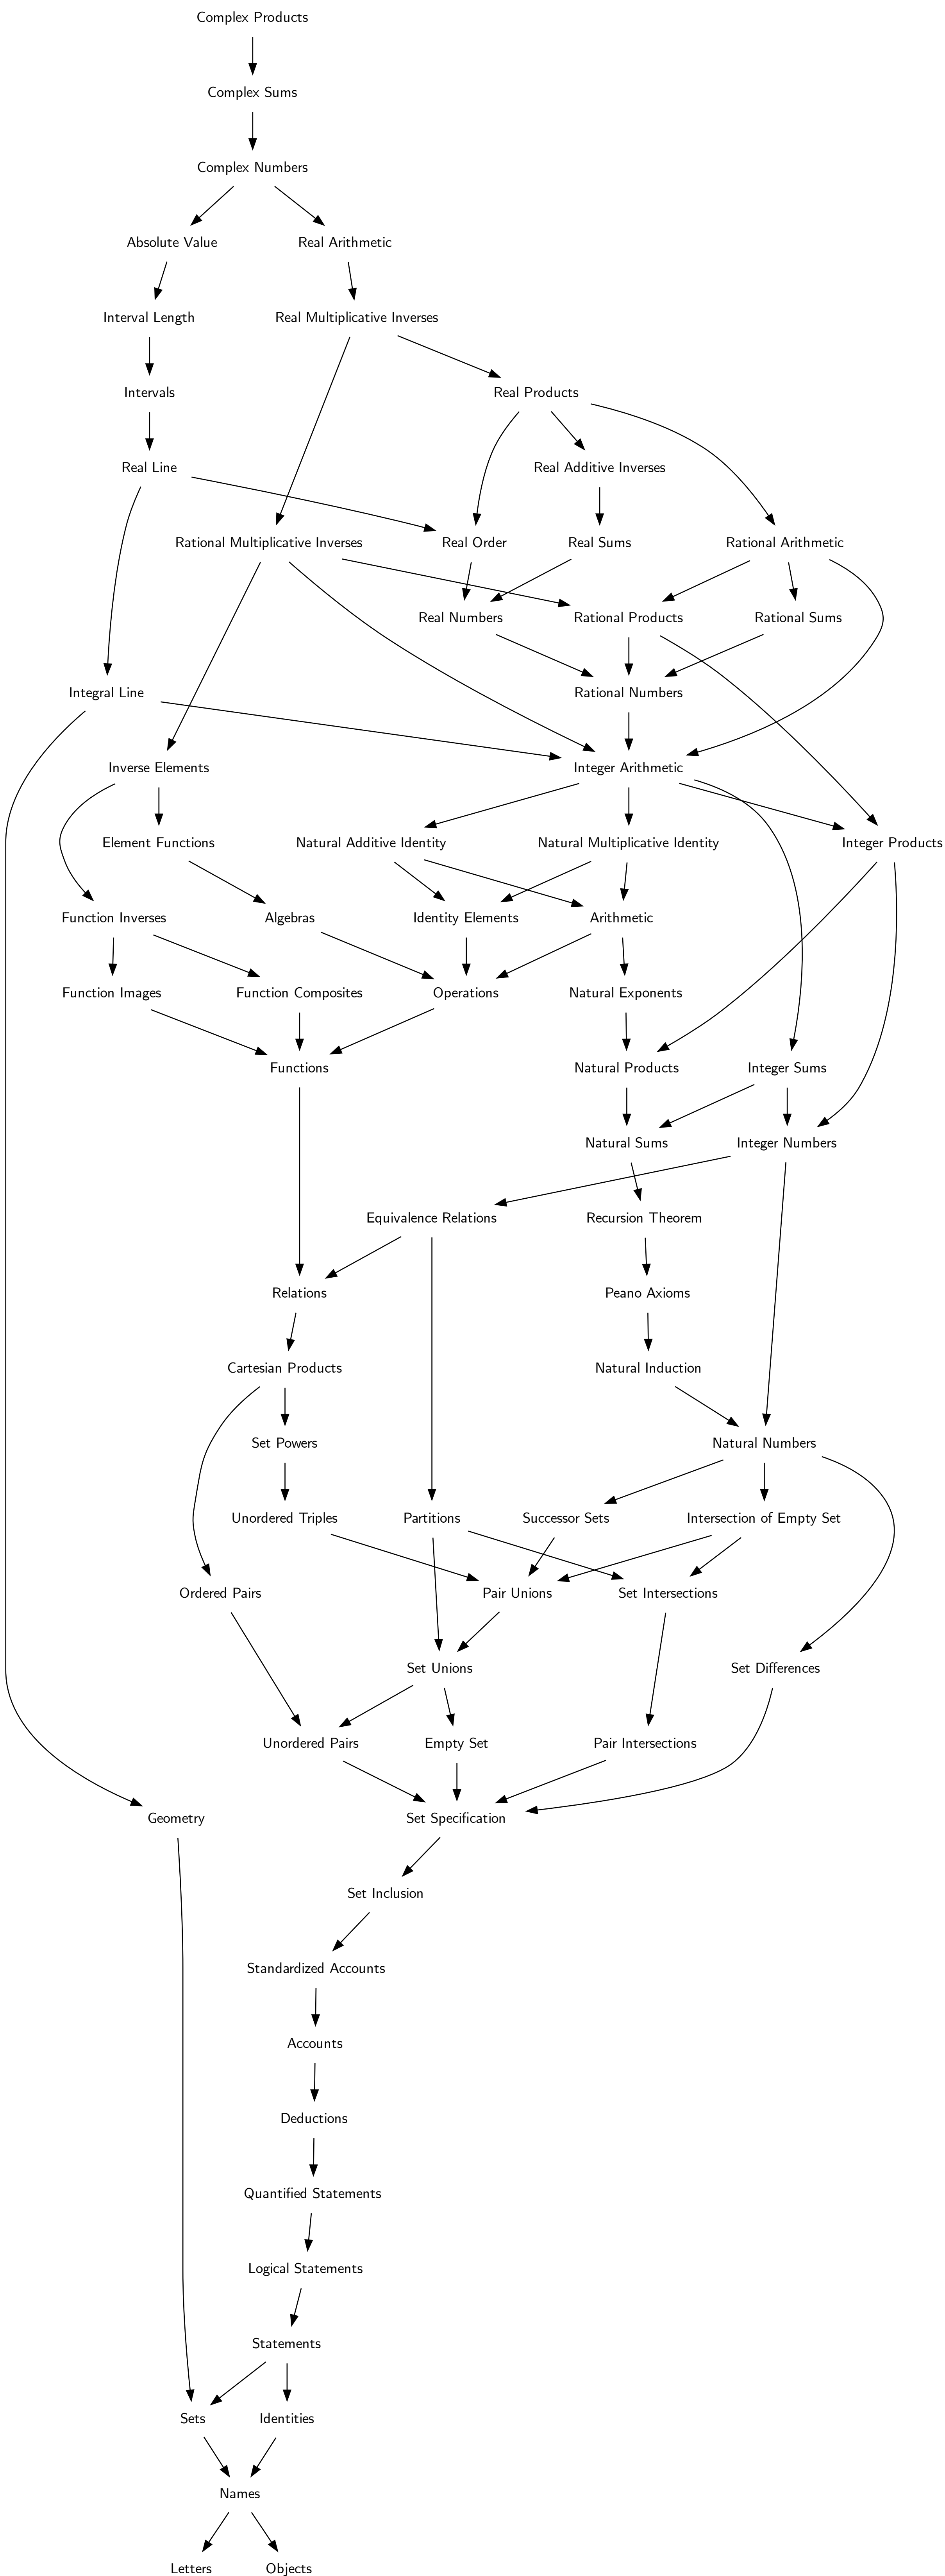 Complex Products
Complex Sums
Complex Numbers
Absolute Value
Real Arithmetic
Interval Length
Real Multiplicative Inverses
Intervals
Real Products
Real Line
Real Additive Inverses
Rational Multiplicative Inverses
Real Order
Real Sums
Rational Arithmetic
Real Numbers
Rational Products
Rational Sums
Integral Line
Rational Numbers
Inverse Elements
Integer Arithmetic
Element Functions
Natural Additive Identity
Natural Multiplicative Identity
Integer Products
Function Inverses
Algebras
Identity Elements
Arithmetic
Function Images
Function Composites
Operations
Natural Exponents
Functions
Natural Products
Integer Sums
Natural Sums
Integer Numbers
Equivalence Relations
Recursion Theorem
Relations
Peano Axioms
Cartesian Products
Natural Induction
Set Powers
Natural Numbers
Unordered Triples
Partitions
Successor Sets
Intersection of Empty Set
Ordered Pairs
Pair Unions
Set Intersections
Set Unions
Set Differences
Unordered Pairs
Empty Set
Pair Intersections
Geometry
Set Specification
Set Inclusion
Standardized Accounts
Accounts
Deductions
Quantified Statements
Logical Statements
Statements
Sets
Identities
Names
Letters
Objects